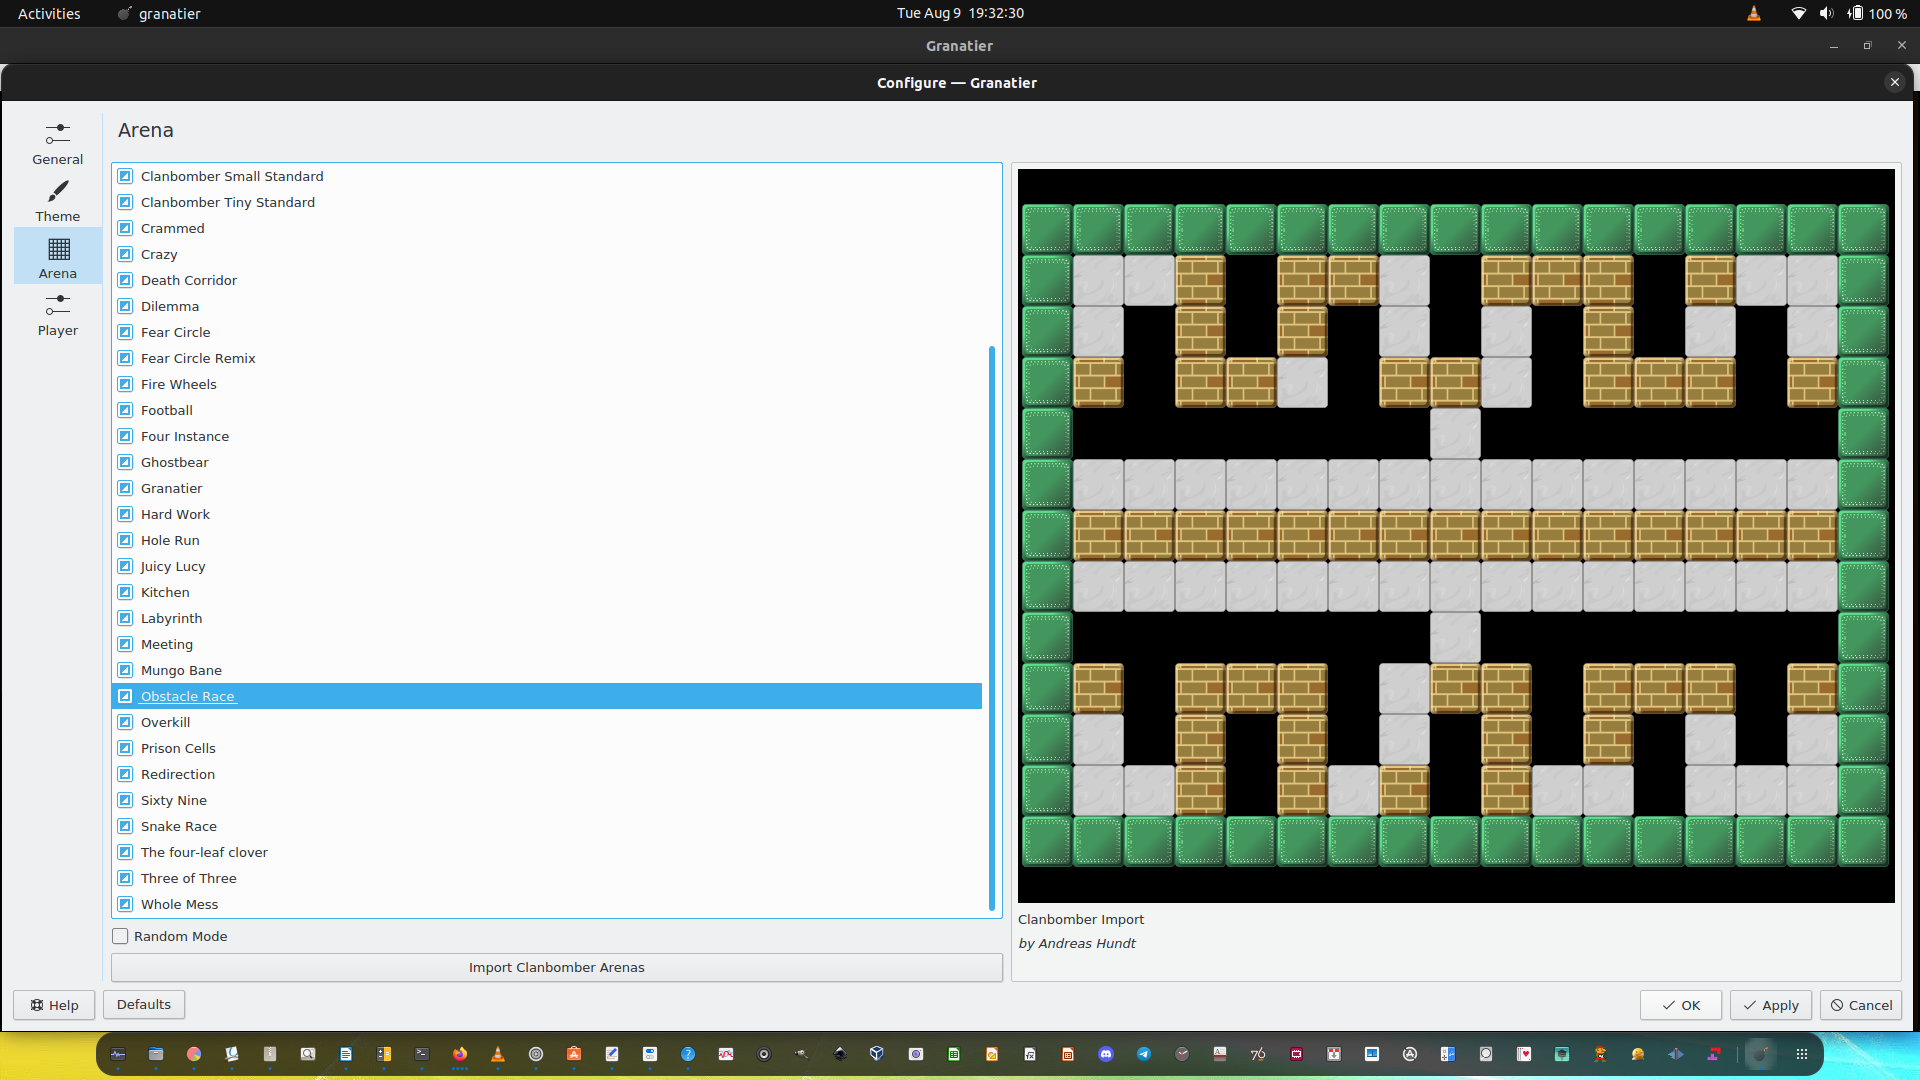 Activities
granatier
Tue Aug 9 19:32:30
100 %
Granatier
Configure — Granatier
General
Theme
Arena
Player
Arena
Clanbomber Small Standard
Clanbomber Tiny Standard
Crammed
Crazy
Death Corridor
Dilemma
Fear Circle
Fear Circle Remix
Fire Wheels
Football
Four Instance
Ghostbear
Granatier
Hard Work
Hole Run
Juicy Lucy
Kitchen
Labyrinth
Meeting
Mungo Bane
Obstacle Race
Overkill
Prison Cells
Redirection
Sixty Nine
Snake Race
The four-leaf clover
Three of Three
Whole Mess
Random Mode
Import Clanbomber Arenas
Clanbomber Import
by Andreas Hundt
Help
Defaults
OK
Apply
Cancel